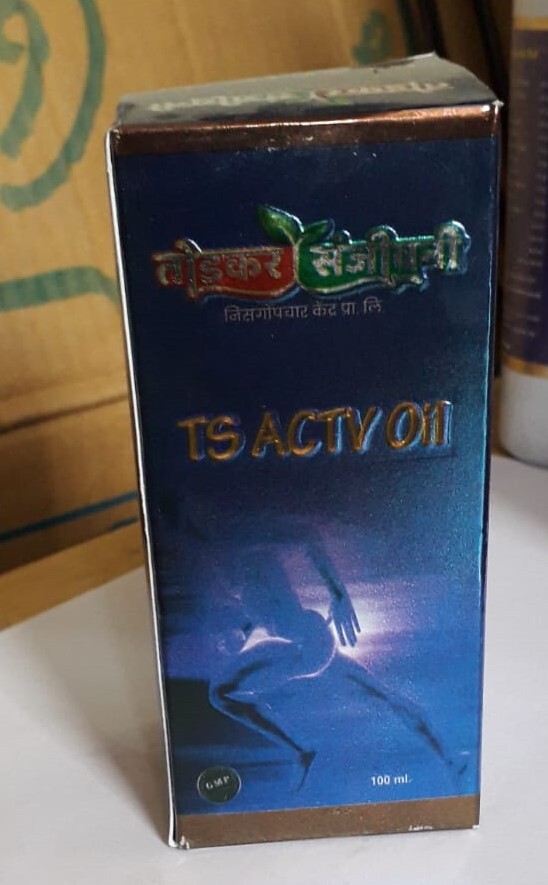 तोडकर संजीवनी
निसर्गोपचार केंद्र प्रा. लि.
TS ACTV Oil
GMP
100 ml.